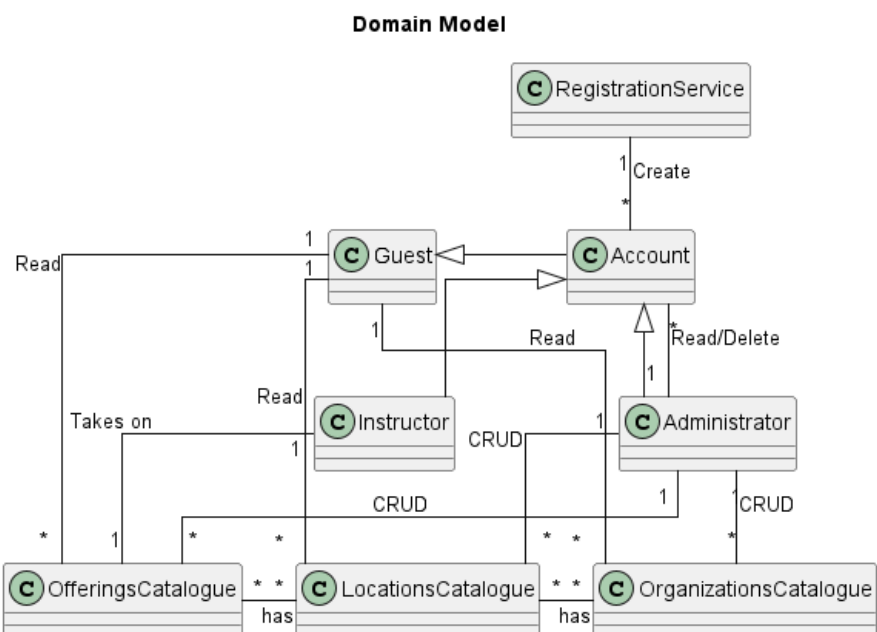 Domain Model
C RegistrationService
1
Create
*
1
C Guest
C Account
Read
1
1
*
Read
Read/Delete
1
Read
C Instructor
1
C Administrator
Takes on
1
CRUD
1
1
CRUD
CRUD
*
1
*
*
*
*
*
C OfferingsCatalogue
* *
C LocationsCatalogue
* *
C OrganizationsCatalogue
has
has